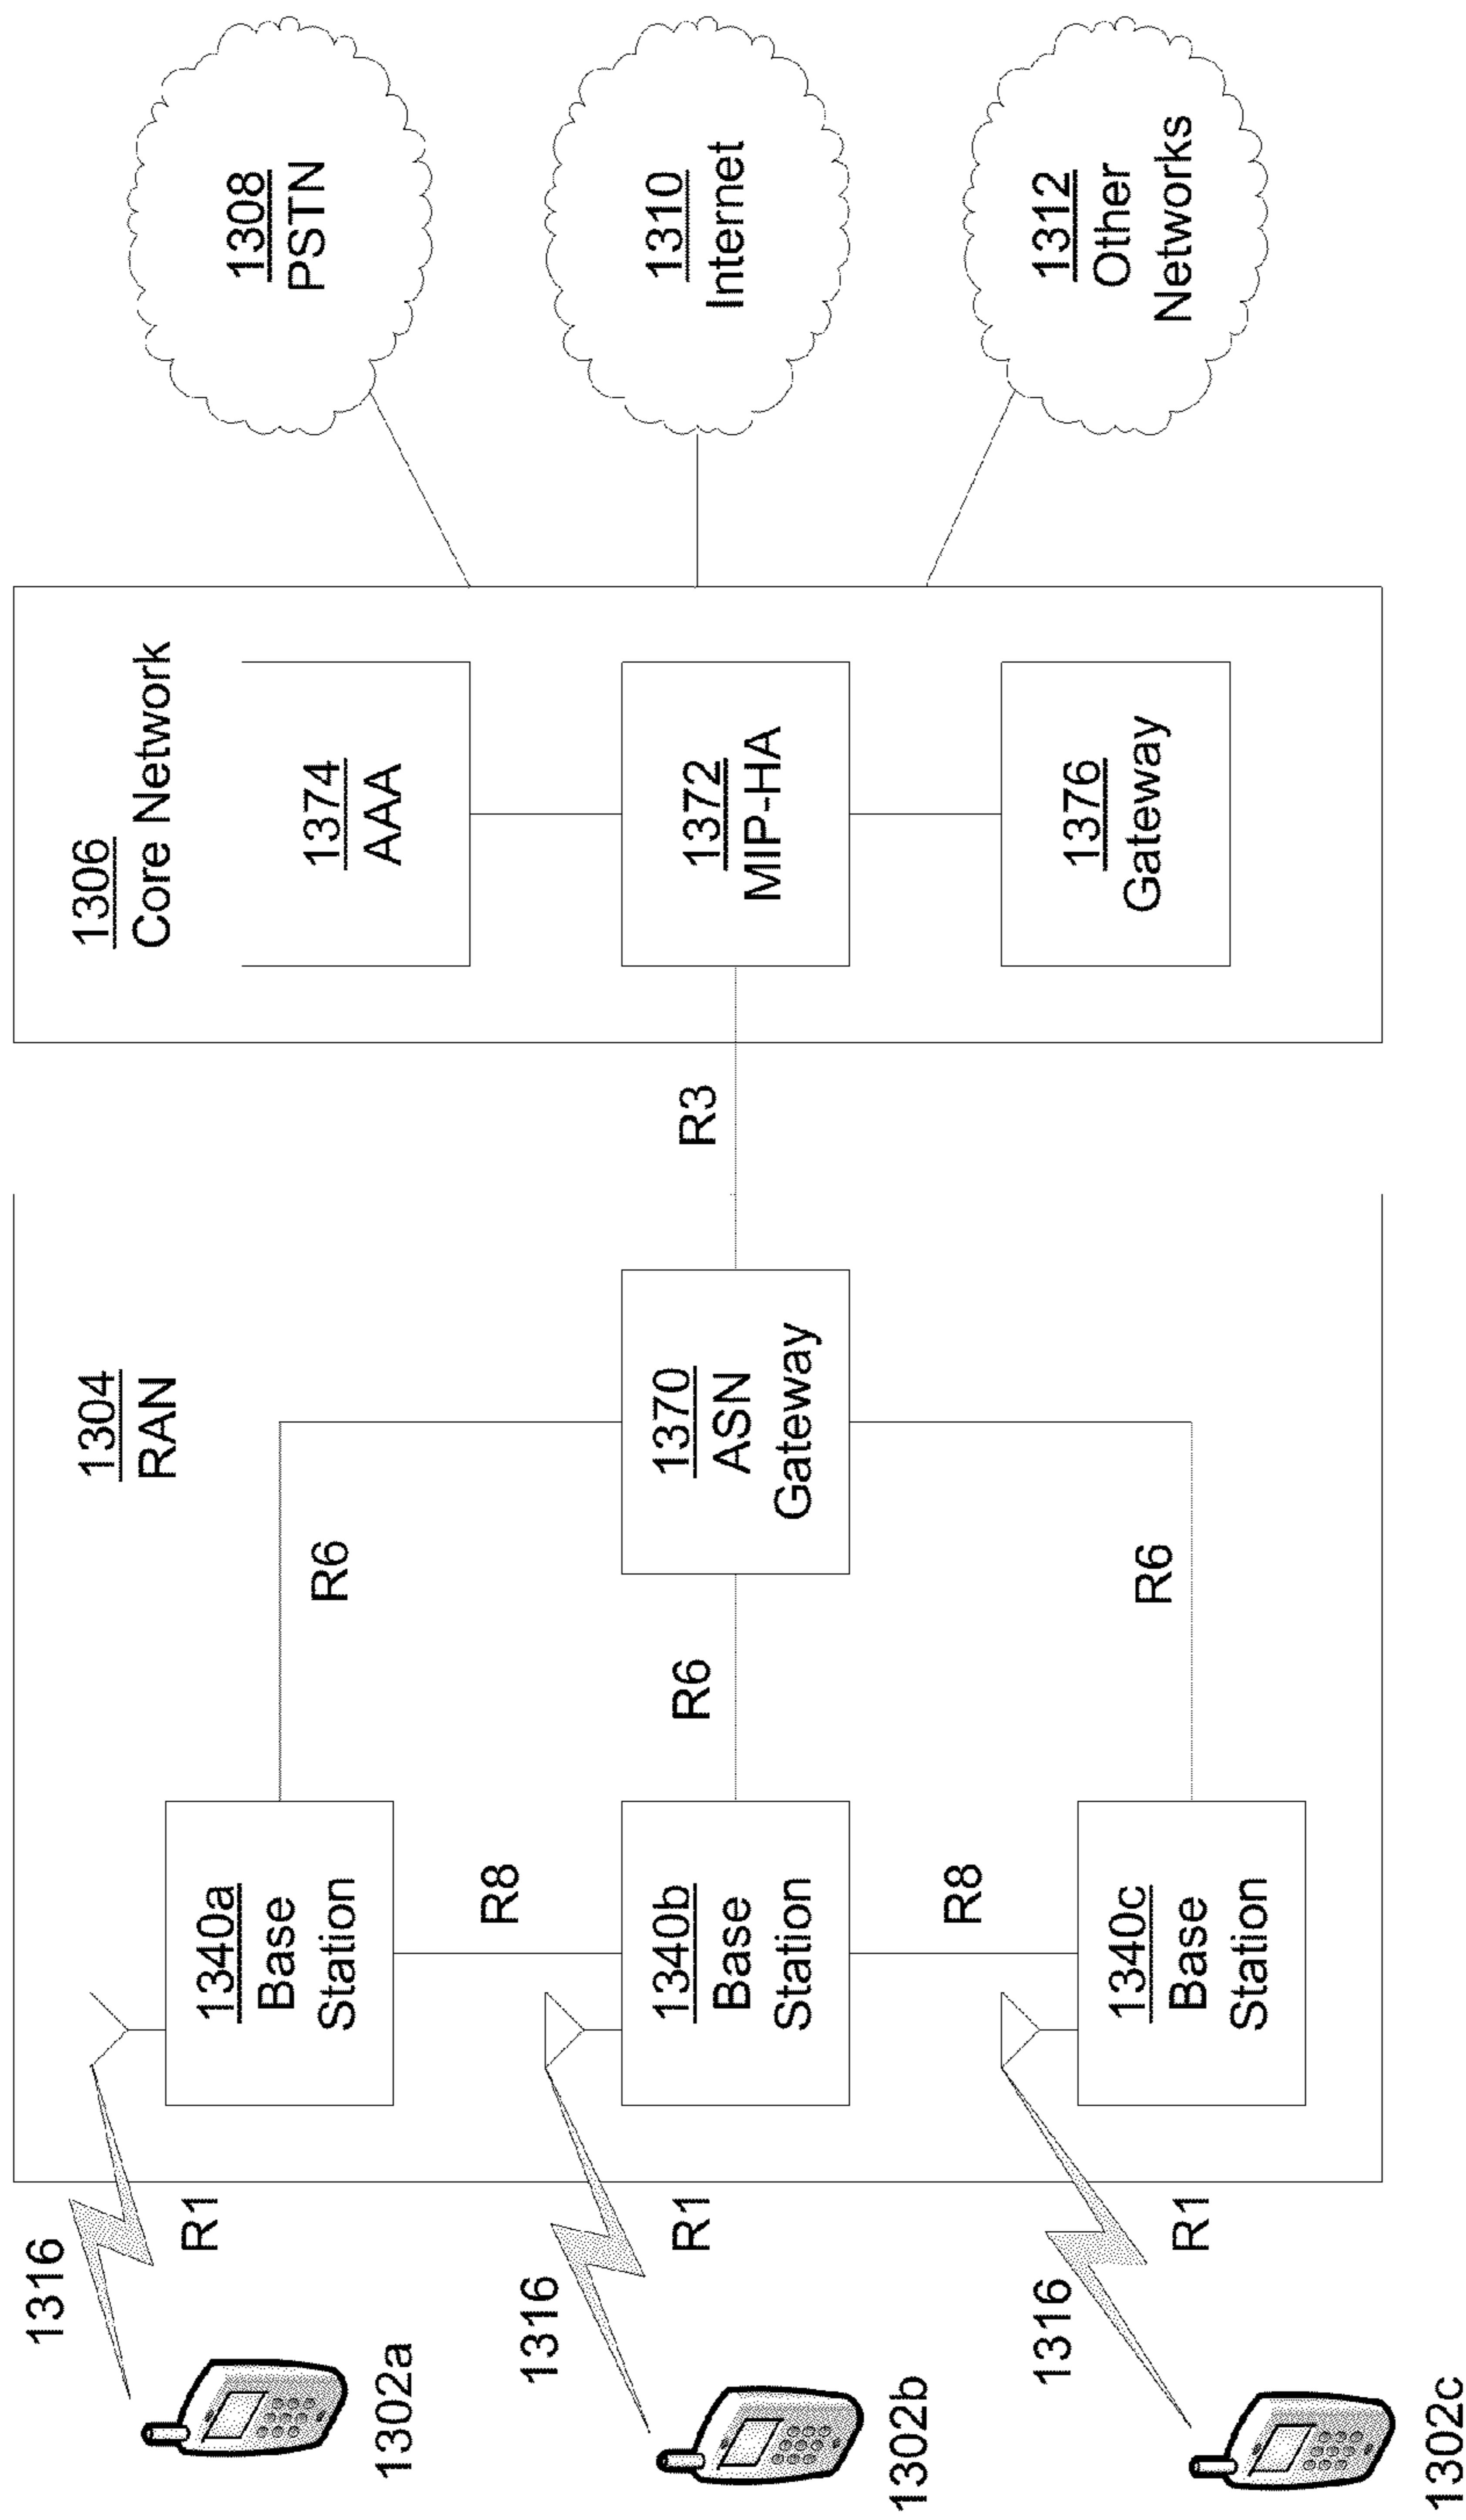 1304
RAN
1306
Core Network
1308
PSTN
1316
R1
1302a
1340a
Base
Station
R6
1374
AAA
R8
1316
R1
1302b
1340b
Base
Station
R6
1370
ASN
Gateway
R3
1372
MIP-HA
1310
Internet
R8
1316
R1
1302c
1340c
Base
Station
R6
1376
Gateway
1312
Other
Networks